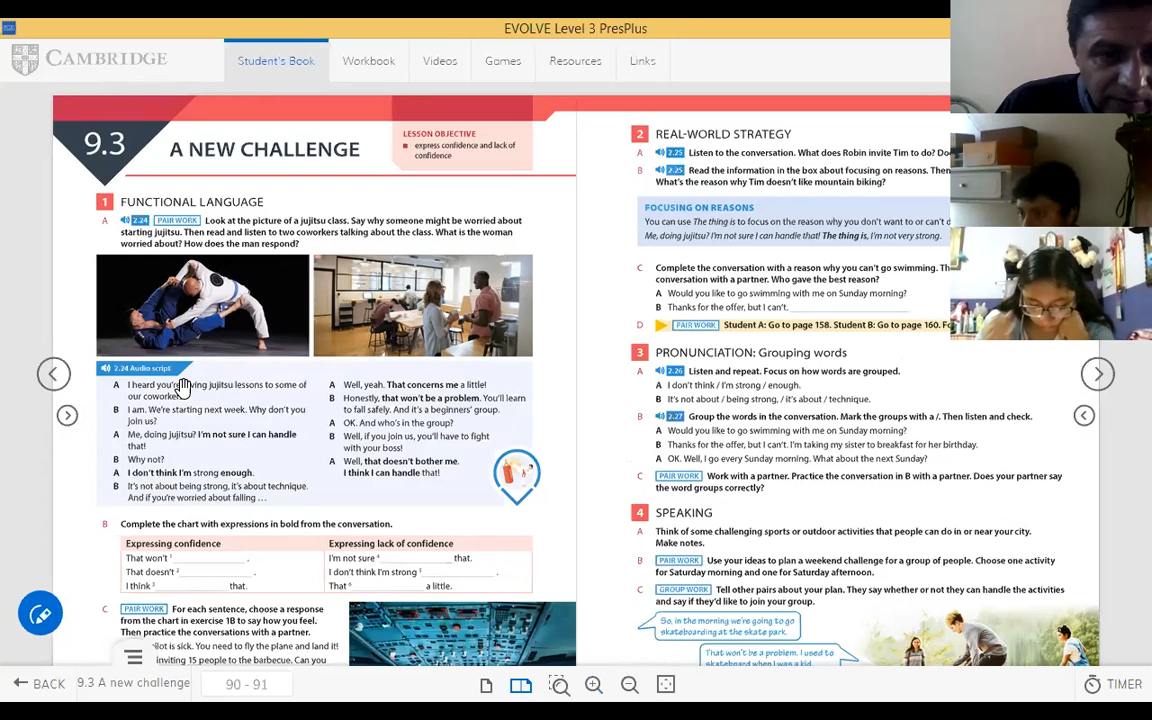 EVOLVE Level 3 PresPlus
CAMBRIDGE
Student's Book
Workbook
Videos
Games
Resources
Links
9.3
A NEW CHALLENGE
LESSON OBJECTIVE
express confidence and lack of
confidence
1 FUNCTIONAL LANGUAGE
A 2.24 PAIR WORK Look at the picture of a jujitsu class. Say why someone might be worried about
starting jujitsu. Then read and listen to two coworkers talking about the class. What is the woman
worried about? How does the man respond?
2.24 Audio script
A I heard jujitsu lessons to some of
our
B I am. We're starting next week. Why don't you
join us?
A Me, doing jujitsu? I'm not sure I can handle
that!
B Why not?
A I don't think I'm strong enough.
B It's not about being strong, it's about technique.
And if you're worried about falling ...
A Well, yeah. That concerns me a little!
B Honestly, that won't be a problem. You'll learn
to fall safely. And it's a beginners' group.
A OK. And who's in the group?
B Well, if you join us, you'll have to fight
with your boss!
A Well, that doesn't bother me.
I think I can handle that!
B Complete the chart with expressions in bold from the conversation.
Expressing confidence
That won't 1 .
That doesn't 2 .
I think 3 that.
Expressing lack of confidence
I'm not sure 4 that.
I don't think I'm strong 5 .
That 6 a little.
C PAIR WORK For each sentence, choose a response
from the chart in exercise 1B to say how you feel.
Then practice the conversations with a partner.
ilot is sick. You need to fly the plane and land it!
inviting 15 people to the barbecue. Can you
2 REAL-WORLD STRATEGY
A 2.25 Listen to the conversation. What does Robin invite Tim to do? Do
B 2.25 Read the information in the box about focusing on reasons. Then
What's the reason why Tim doesn't like mountain biking?
FOCUSING ON REASONS
You can use The thing is to focus on the reason why you don't want to or can't d
Me, doing jujitsu? I'm not sure I can handle that! The thing is, I'm not very strong.
C Complete the conversation with a reason why you can't go swimming. Th
conversation with a partner. Who gave the best reason?
A Would you like to go swimming with me on Sunday morning?
B Thanks for the offer, but I can't.
D PAIR WORK Student A: Go to page 158. Student B: Go to page 160. Fo
3 PRONUNCIATION: Grouping words
A 2.26 Listen and repeat. Focus on how words are grouped.
A I don't think / I'm strong / enough.
B It's not about / being strong, / it's about / technique.
B 2.27 Group the words in the conversation. Mark the groups with a /. Then listen and check.
A Would you like to go swimming with me on Sunday morning?
B Thanks for the offer, but I can't. I'm taking my sister to breakfast for her birthday.
A OK. Well, I go every Sunday morning. What about the next Sunday?
C PAIR WORK Work with a partner. Practice the conversation in B with a partner. Does your partner say
the word groups correctly?
4 SPEAKING
A Think of some challenging sports or outdoor activities that people can do in or near your city.
Make notes.
B PAIR WORK Use your ideas to plan a weekend challenge for a group of people. Choose one activity
for Saturday morning and one for Saturday afternoon.
C GROUP WORK Tell other pairs about your plan. They say whether or not they can handle the activities
and say if they'd like to join your group.
So, in the morning we're going to go
skateboarding at the skate park.
That won't be a problem. I used to
skateboard when I was a kid.
BACK
9.3 A new challenge
90 - 91
TIMER